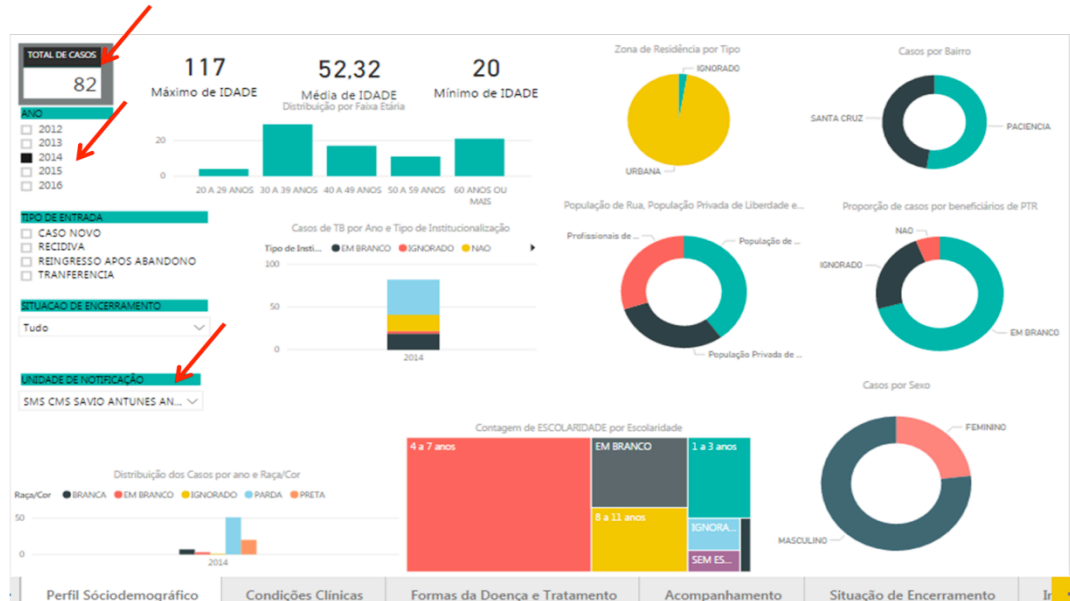 TOTAL DE CASOS
82
117
Máximo de IDADE
52,32
Média de IDADE
20
Mínimo de IDADE
ANO
2012
2013
2014
2015
2016
Distribuição por Faixa Etária
20
0
20 A 29 ANOS 30 A 39 ANOS 40 A 49 ANOS 50 A 59 ANOS 60 ANOS OU
MAIS
Zona de Residência por Tipo
IGNORADO
URBANA
Casos por Bairro
SANTA CRUZ
PACIENCIA
TIPO DE ENTRADA
CASO NOVO
RECIDIVA
REINGRESSO APOS ABANDONO
TRANFERENCIA
Casos de TB por Ano e Tipo de Institucionalização
Tipo de Insti... EM BRANCO IGNORADO NAO
100
50
0
2014
População de Rua, População Privada de Liberdade e...
Profissionais de ...
População de ...
População Privada de ...
Proporção de casos por beneficiários de PTR
NAO
IGNORADO
EM BRANCO
SITUACAO DE ENCERRAMENTO
Tudo
UNIDADE DE NOTIFICAÇÃO
SMS CMS SAVIO ANTUNES AN...
Casos por Sexo
FEMININO
MASCULINO
Contagem de ESCOLARIDADE por Escolaridade
4 a 7 anos
EM BRANCO
1 a 3 anos
8 a 11 anos
IGNORA...
SEM ES...
Distribuição dos Casos por ano e Raça/Cor
Raça/Cor BRANCA EM BRANCO IGNORADO PARDA PRETA
50
0
2014
Perfil Sóciodemográfico
Condições Clínicas
Formas da Doença e Tratamento
Acompanhamento
Situação de Encerramento